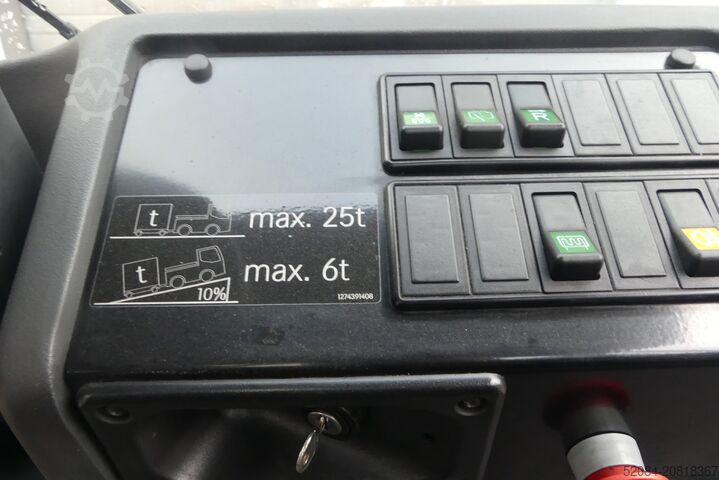 t max. 25t
t max. 6t
10%
1274391408
R
52084-20818367